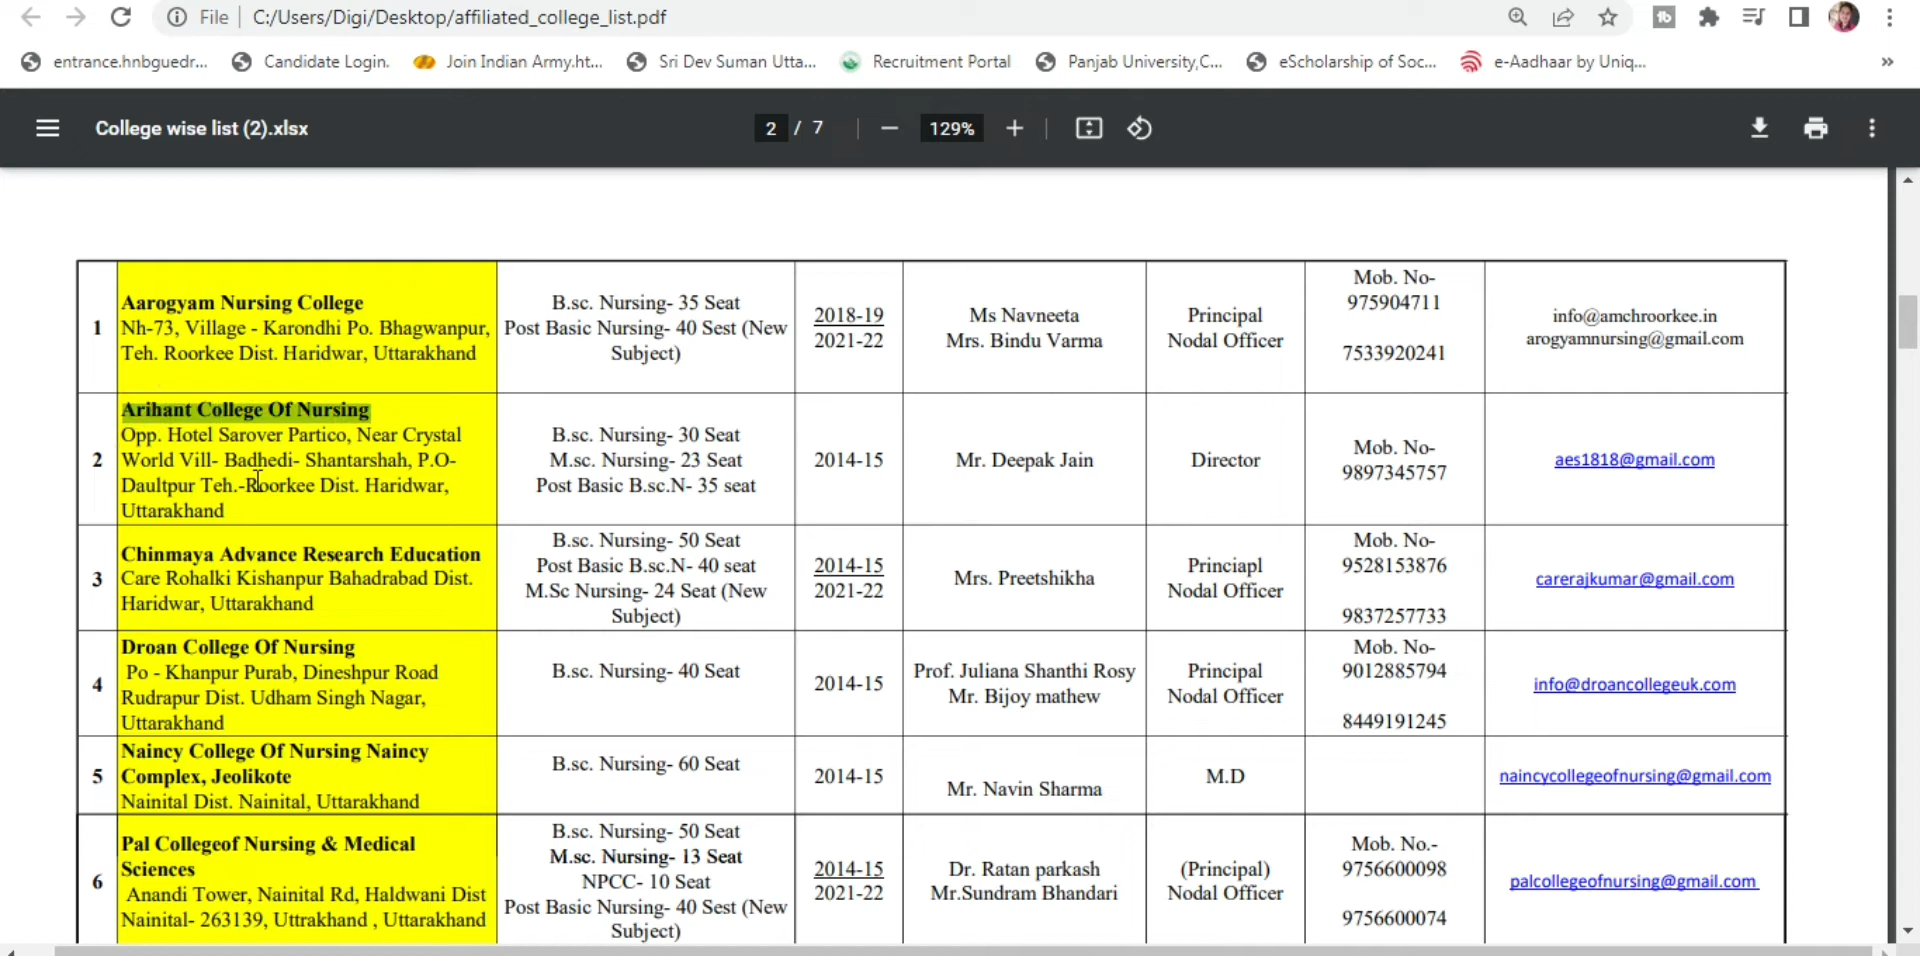 File | C:/Users/Digi/Desktop/affiliated_college_list.pdf
entrance.hnbguedr... Candidate Login. Join Indian Army.ht... Sri Dev Suman Utta... Recruitment Portal Panjab University,C... eScholarship of Soc... e-Aadhaar by Uniq... »
College wise list (2).xlsx 2 / 7 129%
1
Aarogyam Nursing College
Nh-73, Village - Karondhi Po. Bhagwanpur,
Teh. Roorkee Dist. Haridwar, Uttarakhand
B.sc. Nursing- 35 Seat
Post Basic Nursing- 40 Sest (New
Subject)
2018-19
2021-22
Ms Navneeta
Mrs. Bindu Varma
Principal
Nodal Officer
Mob. No-
975904711
7533920241
info@amchroorkee.in
arogyamnursing@gmail.com
2
Arihant College Of Nursing
Opp. Hotel Sarover Partico, Near Crystal
World Vill- Badhedi- Shantarshah, P.O-
Daultpur Teh.-Roorkee Dist. Haridwar,
Uttarakhand
B.sc. Nursing- 30 Seat
M.sc. Nursing- 23 Seat
Post Basic B.sc.N- 35 seat
2014-15
Mr. Deepak Jain
Director
Mob. No-
9897345757
aes1818@gmail.com
3
Chinmaya Advance Research Education
Care Rohalki Kishanpur Bahadrabad Dist.
Haridwar, Uttarakhand
B.sc. Nursing- 50 Seat
Post Basic B.sc.N- 40 seat
M.Sc Nursing- 24 Seat (New
Subject)
2014-15
2021-22
Mrs. Preetshikha
Princiapl
Nodal Officer
Mob. No-
9528153876
9837257733
carerajkumar@gmail.com
4
Droan College Of Nursing
Po - Khanpur Purab, Dineshpur Road
Rudrapur Dist. Udham Singh Nagar,
Uttarakhand
B.sc. Nursing- 40 Seat
2014-15
Prof. Juliana Shanthi Rosy
Mr. Bijoy mathew
Principal
Nodal Officer
Mob. No-
9012885794
8449191245
info@droancollegeuk.com
5
Naincy College Of Nursing Naincy
Complex, Jeolikote
Nainital Dist. Nainital, Uttarakhand
B.sc. Nursing- 60 Seat
2014-15
Mr. Navin Sharma
M.D
naincycollegeofnursing@gmail.com
6
Pal Collegeof Nursing & Medical
Sciences
Anandi Tower, Nainital Rd, Haldwani Dist
Nainital- 263139, Uttrakhand , Uttarakhand
B.sc. Nursing- 50 Seat
M.sc. Nursing- 13 Seat
NPCC- 10 Seat
Post Basic Nursing- 40 Sest (New
Subject)
2014-15
2021-22
Dr. Ratan parkash
Mr.Sundram Bhandari
(Principal)
Nodal Officer
Mob. No.-
9756600098
9756600074
palcollegeofnursing@gmail.com